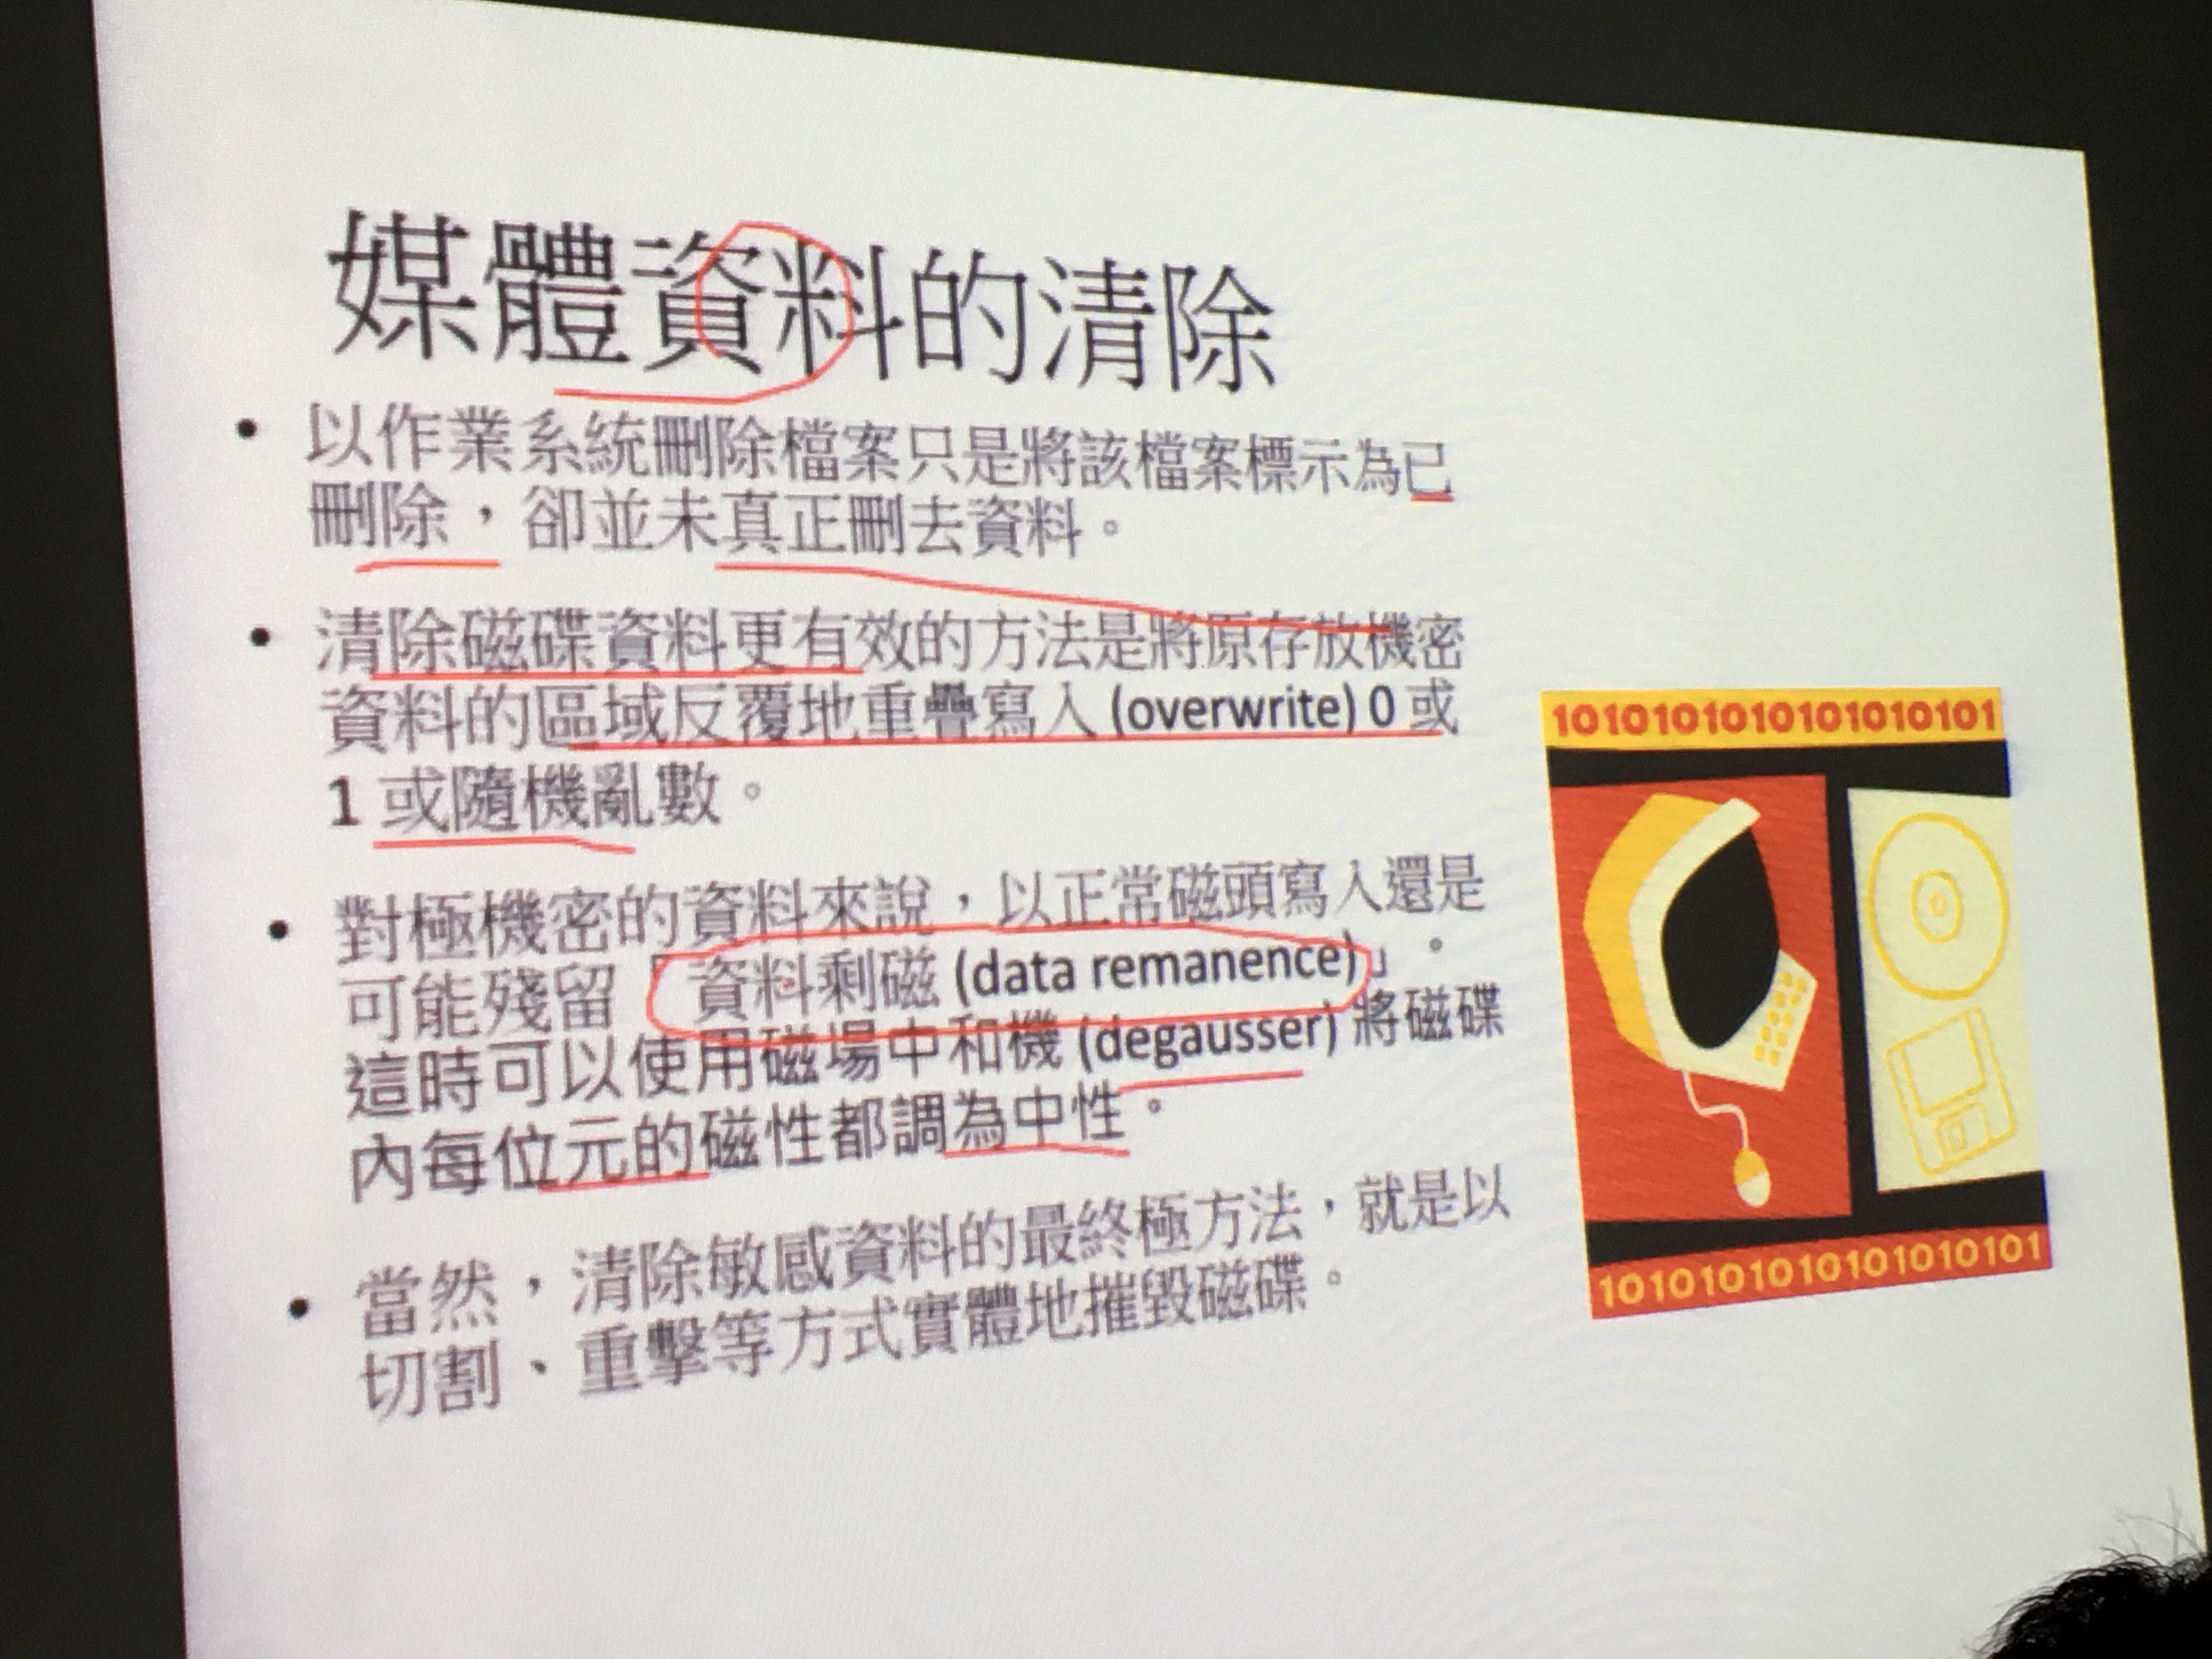 媒體資料的清除
• 以作業系統刪除檔案只是將該檔案標示為已
刪除，卻並未真正刪去資料。
• 清除磁碟資料更有效的方法是將原存放機密
資料的區域反覆地重疊寫入 (overwrite) 0 或
1 或隨機亂數。
• 對極機密的資料來說，以正常磁頭寫入還是
可能殘留「資料剩磁 (data remanence)」。
這時可以使用磁場中和機 (degausser) 將磁碟
內每位元的磁性都調為中性。
• 當然，清除敏感資料的最終極方法，就是以
切割、重擊等方式實體地摧毀磁碟。
101010101010101010101
1010101010101010101